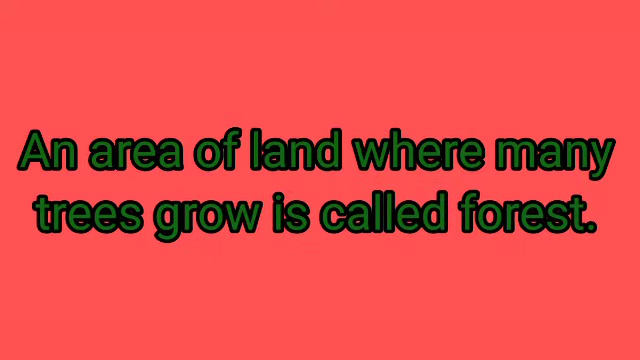 An area of land where many
trees grow is called forest.